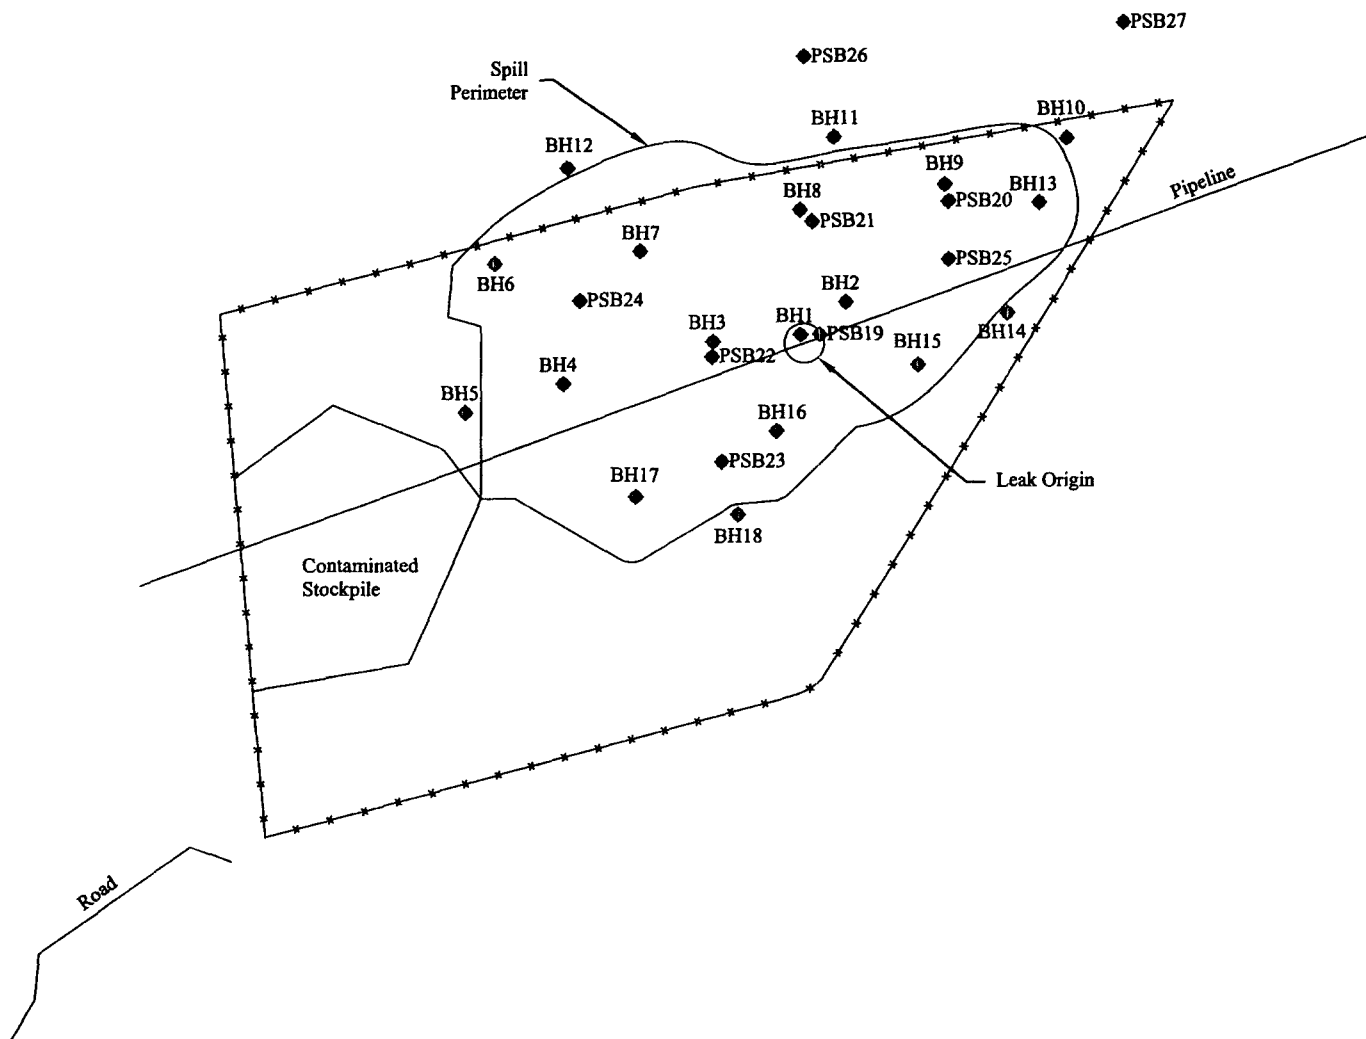 PSB27
PSB26
Spill
Perimeter
BH10
BH11
BH12
BH9
Pipeline
BH13
PSB20
BH8
PSB21
BH7
PSB25
BH6
BH2
PSB24
BH1
BH3
PSB19
BH14
BH15
PSB22
BH4
BH5
BH16
PSB23
BH17
Leak Origin
BH18
Contaminated
Stockpile
Road